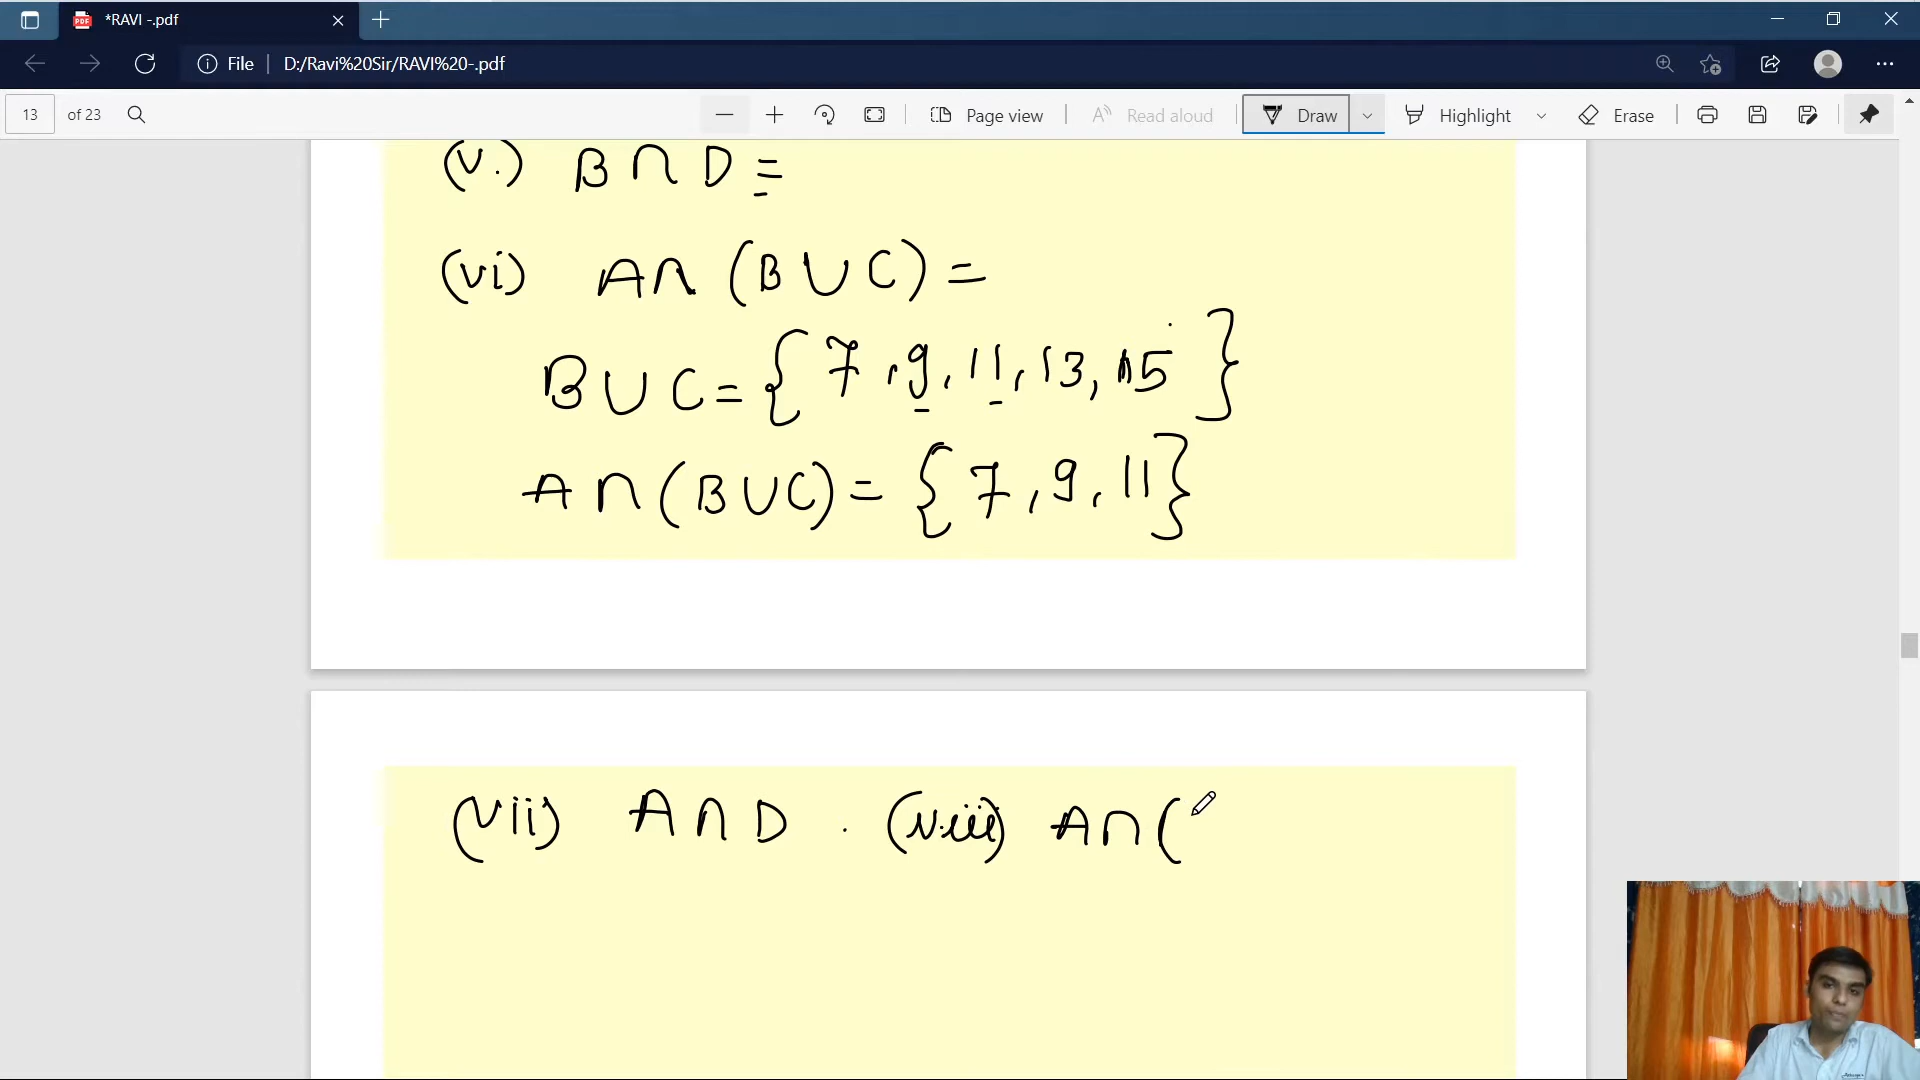 *RAVI -.pdf
File D:/Ravi%20Sir/RAVI%20-.pdf
13 of 23 Page view Read aloud Draw Highlight Erase
(v.) B ∩ D =
(vi) A ∩ (B ∪ C) =
B ∪ C = { 7, 9, 11, 13, 15 }
A ∩ (B ∪ C) = { 7, 9, 11 }
(vii) A ∩ D . (viii) A ∩ (